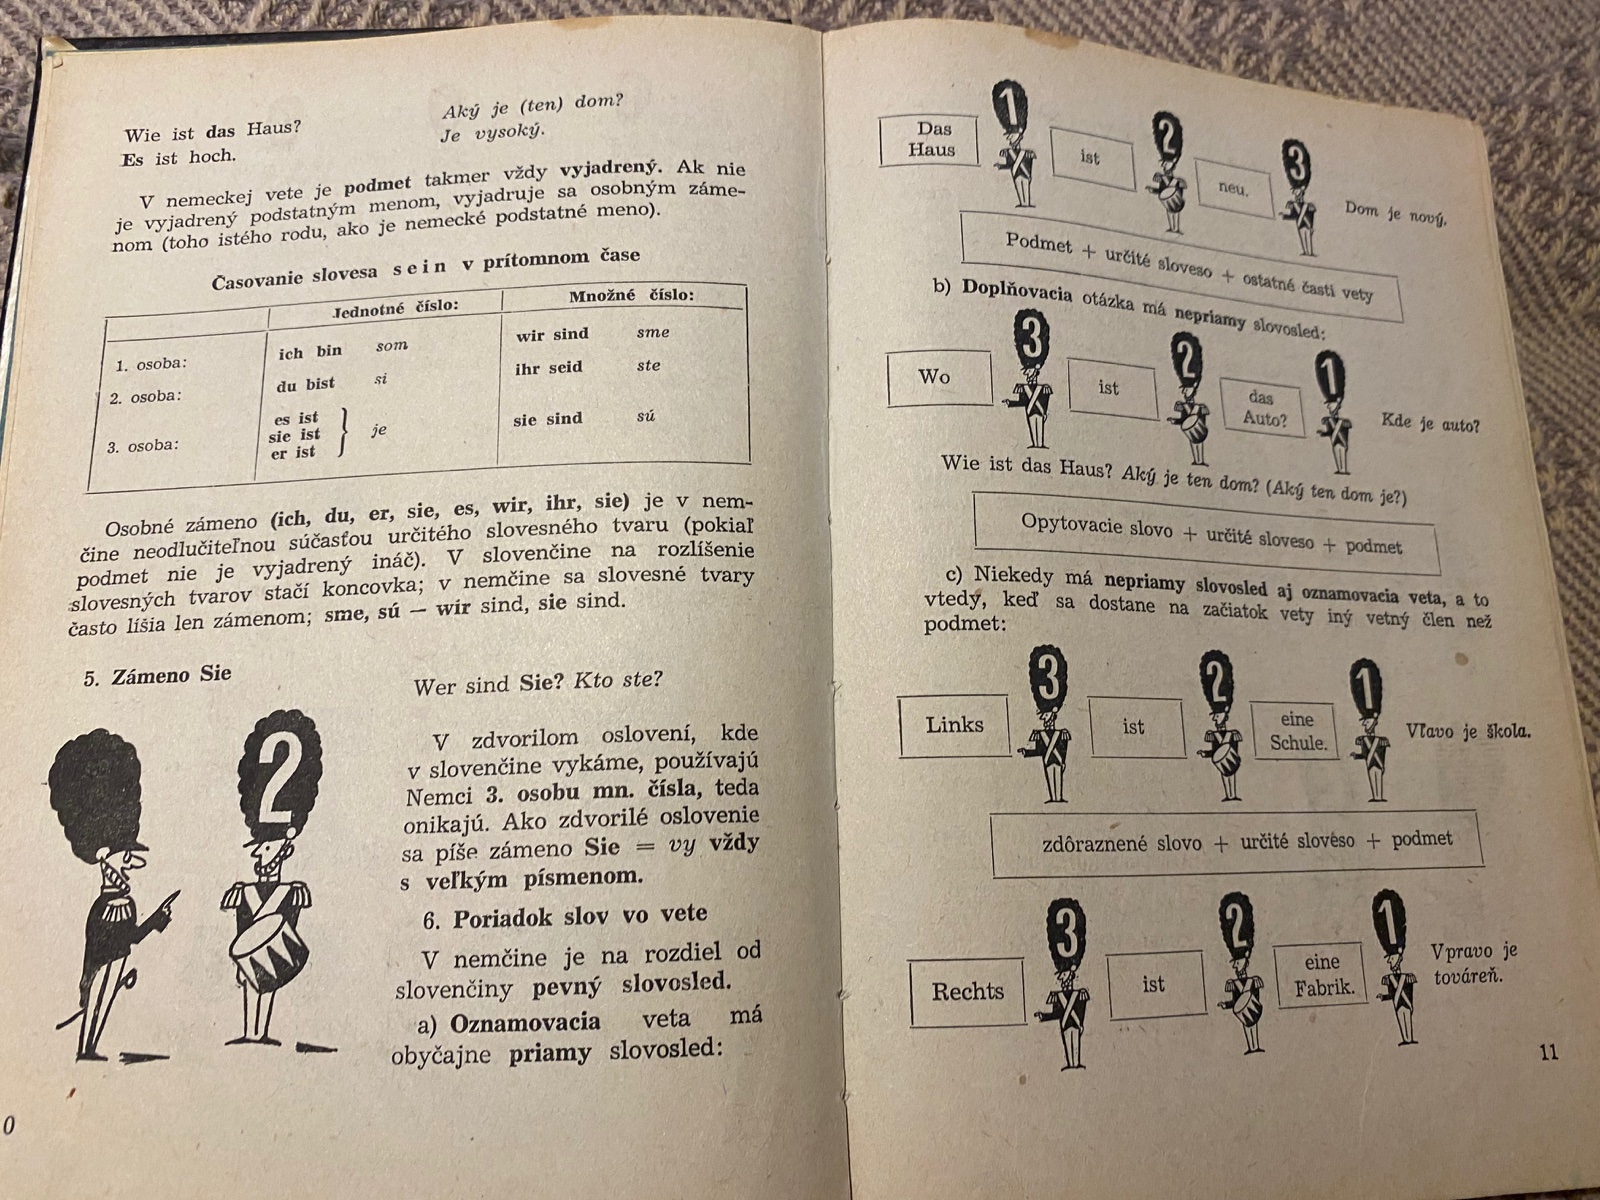 Wie ist das Haus? Aký je (ten) dom?
Es ist hoch. Je vysoký.
V nemeckej vete je podmet takmer vždy vyjadrený. Ak nie
je vyjadrený podstatným menom, vyjadruje sa osobným záme-
nom (toho istého rodu, ako je nemecké podstatné meno).
Časovanie slovesa sein v prítomnom čase
Jednotné číslo: Množné číslo:
1. osoba: ich bin som wir sind sme
2. osoba: du bist si ihr seid ste
3. osoba: es ist
sie ist } je sie sind sú
er ist
Osobné zámeno (ich, du, er, sie, es, wir, ihr, sie) je v nem-
čine neodlučiteľnou súčasťou určitého slovesného tvaru (pokiaľ
podmet nie je vyjadrený ináč). V slovenčine na rozlíšenie
slovesných tvarov stačí koncovka; v nemčine sa slovesné tvary
často líšia len zámenom; sme, sú — wir sind, sie sind.
5. Zámeno Sie
Wer sind Sie? Kto ste?
2
V zdvorilom oslovení, kde
v slovenčine vykáme, používajú
Nemci 3. osobu mn. čísla, teda
onikajú. Ako zdvorilé oslovenie
sa píše zámeno Sie = vy vždy
s veľkým písmenom.
6. Poriadok slov vo vete
V nemčine je na rozdiel od
slovenčiny pevný slovosled.
a) Oznamovacia veta má
obyčajne priamy slovosled:
0
Das
Haus 1 ist 2 neu. 3 Dom je nový.
Podmet + určité sloveso + ostatné časti vety
b) Doplňovacia otázka má nepriamy slovosled:
Wo 3 ist 2 das
Auto? 1 Kde je auto?
Wie ist das Haus? Aký je ten dom? (Aký ten dom je?)
Opytovacie slovo + určité sloveso + podmet
c) Niekedy má nepriamy slovosled aj oznamovacia veta, a to
vtedy, keď sa dostane na začiatok vety iný vetný člen než
podmet:
Links 3 ist 2 eine
Schule. 1 Vľavo je škola.
zdôraznené slovo + určité sloveso + podmet
Rechts 3 ist 2 eine
Fabrik. 1 Vpravo je
továreň.
11